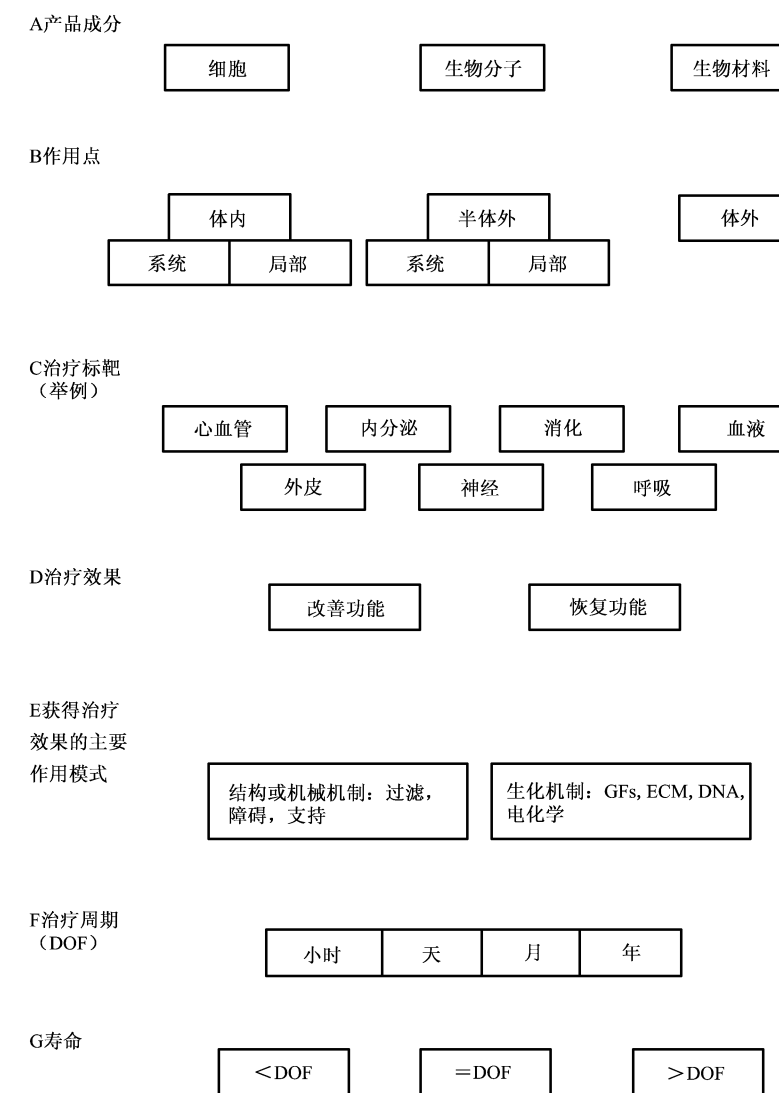 A产品成分
细胞 生物分子 生物材料
B作用点
体内 半体外 体外
系统 局部 系统 局部
C治疗标靶
（举例）
心血管 内分泌 消化 血液
外皮 神经 呼吸
D治疗效果
改善功能 恢复功能
E获得治疗
效果的主要
作用模式
结构或机械机制：过滤，
障碍，支持
生化机制：GFs, ECM, DNA,
电化学
F治疗周期
（DOF）
小时 天 月 年
G寿命
＜DOF ＝DOF ＞DOF